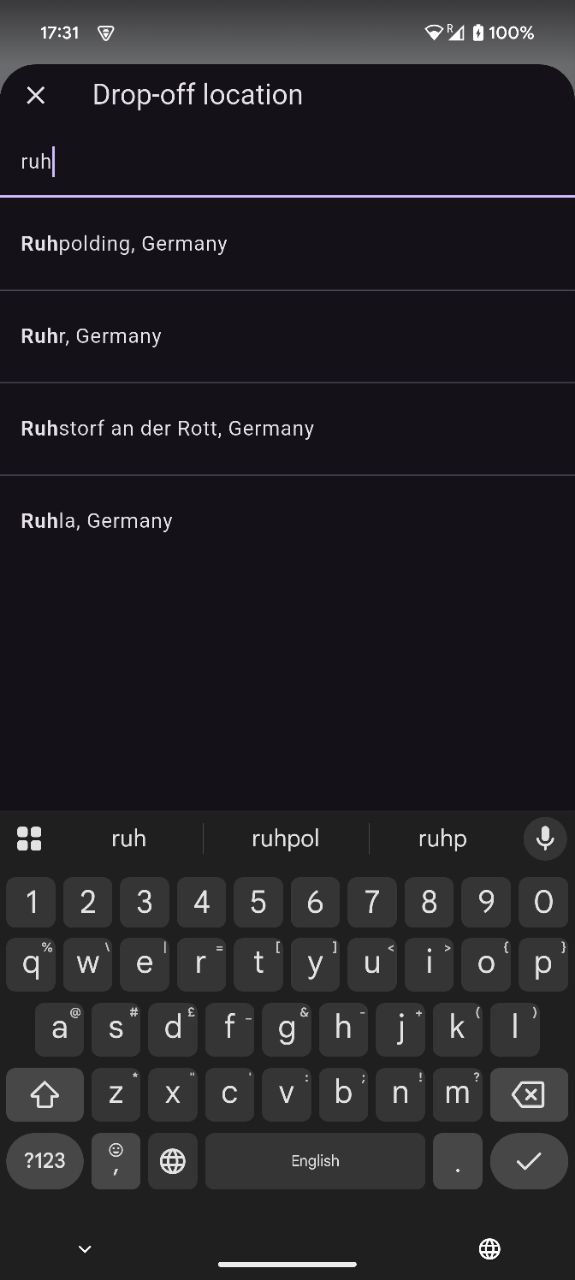 17:31
R
100%
Drop-off location
ruh
Ruhpolding, Germany
Ruhr, Germany
Ruhstorf an der Rott, Germany
Ruhla, Germany
ruh ruhpol ruhp
1 2 3 4 5 6 7 8 9 0
q % w \ e | r = t [ y ] u < i > o { p }
a @ s # d £ f _ g & h - j + k ( l )
z * x " c ' v : b ; n ! m ?
?123 , English .